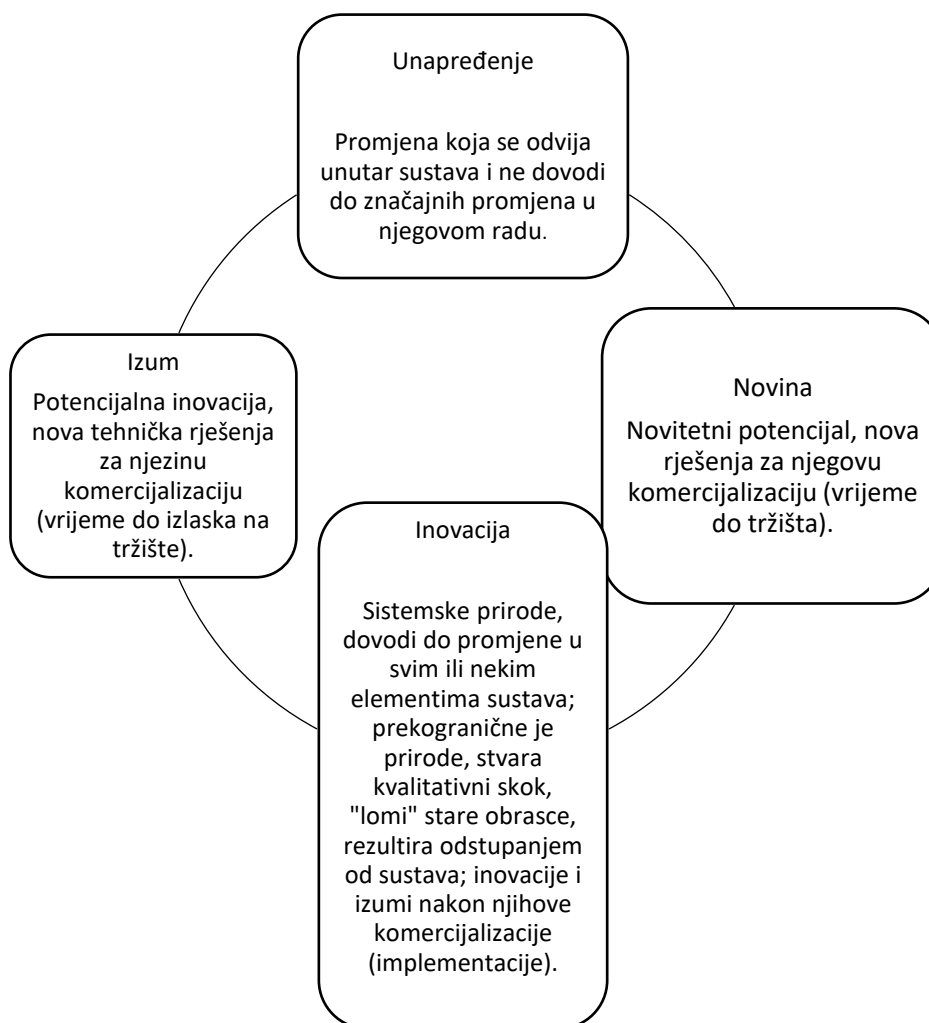 Unapređenje
Promjena koja se odvija
unutar sustava i ne dovodi
do značajnih promjena u
njegovom radu.
Novina
Novitetni potencijal, nova
rješenja za njegovu
komercijalizaciju (vrijeme
do tržišta).
Inovacija
Sistemske prirode,
dovodi do promjene u
svim ili nekim
elementima sustava;
prekogranične je
prirode, stvara
kvalitativni skok,
"lomi" stare obrasce,
rezultira odstupanjem
od sustava; inovacije i
izumi nakon njihove
komercijalizacije
(implementacije).
Izum
Potencijalna inovacija,
nova tehnička rješenja
za njezinu
komercijalizaciju
(vrijeme do izlaska na
tržište).